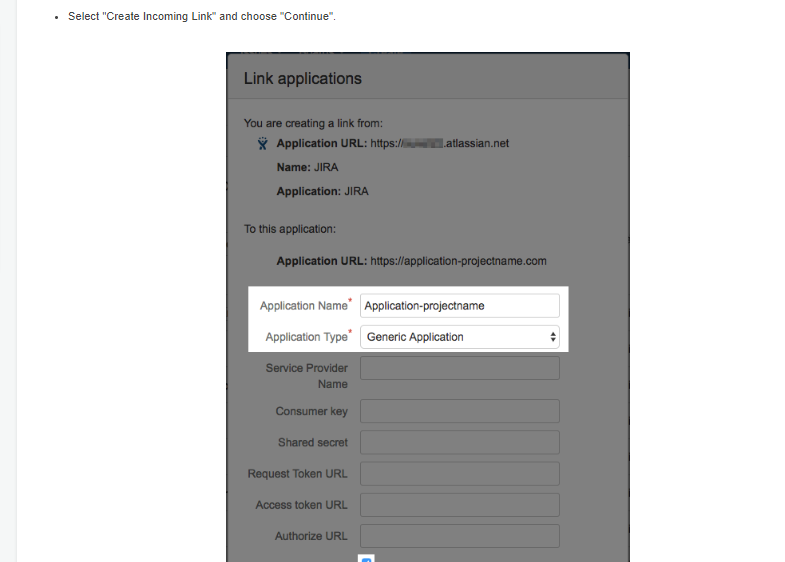 • Select "Create Incoming Link" and choose "Continue".
Link applications
You are creating a link from:
Application URL: https:// .atlassian.net
Name: JIRA
Application: JIRA
To this application:
Application URL: https://application-projectname.com
Application Name* Application-projectname
Application Type* Generic Application
Service Provider
Name
Consumer key
Shared secret
Request Token URL
Access token URL
Authorize URL